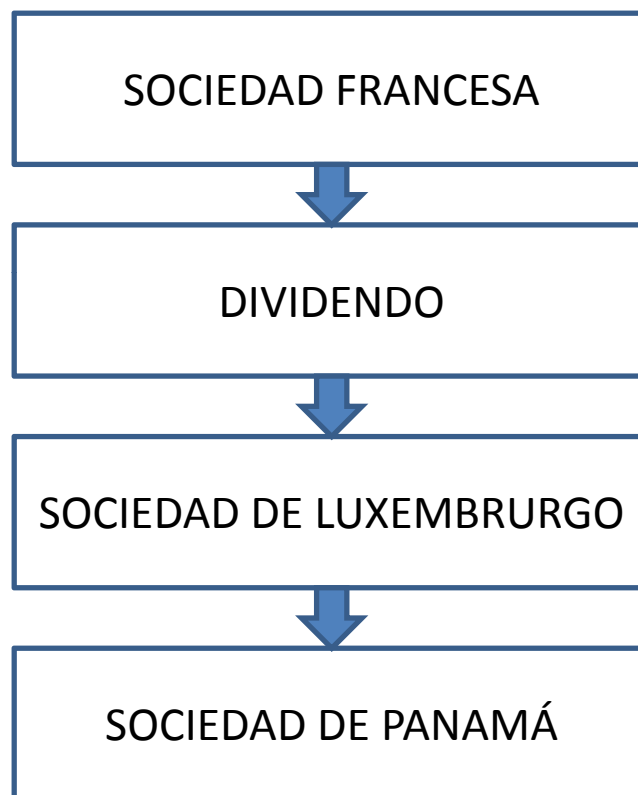 SOCIEDAD FRANCESA
DIVIDENDO
SOCIEDAD DE LUXEMBRURGO
SOCIEDAD DE PANAMÁ